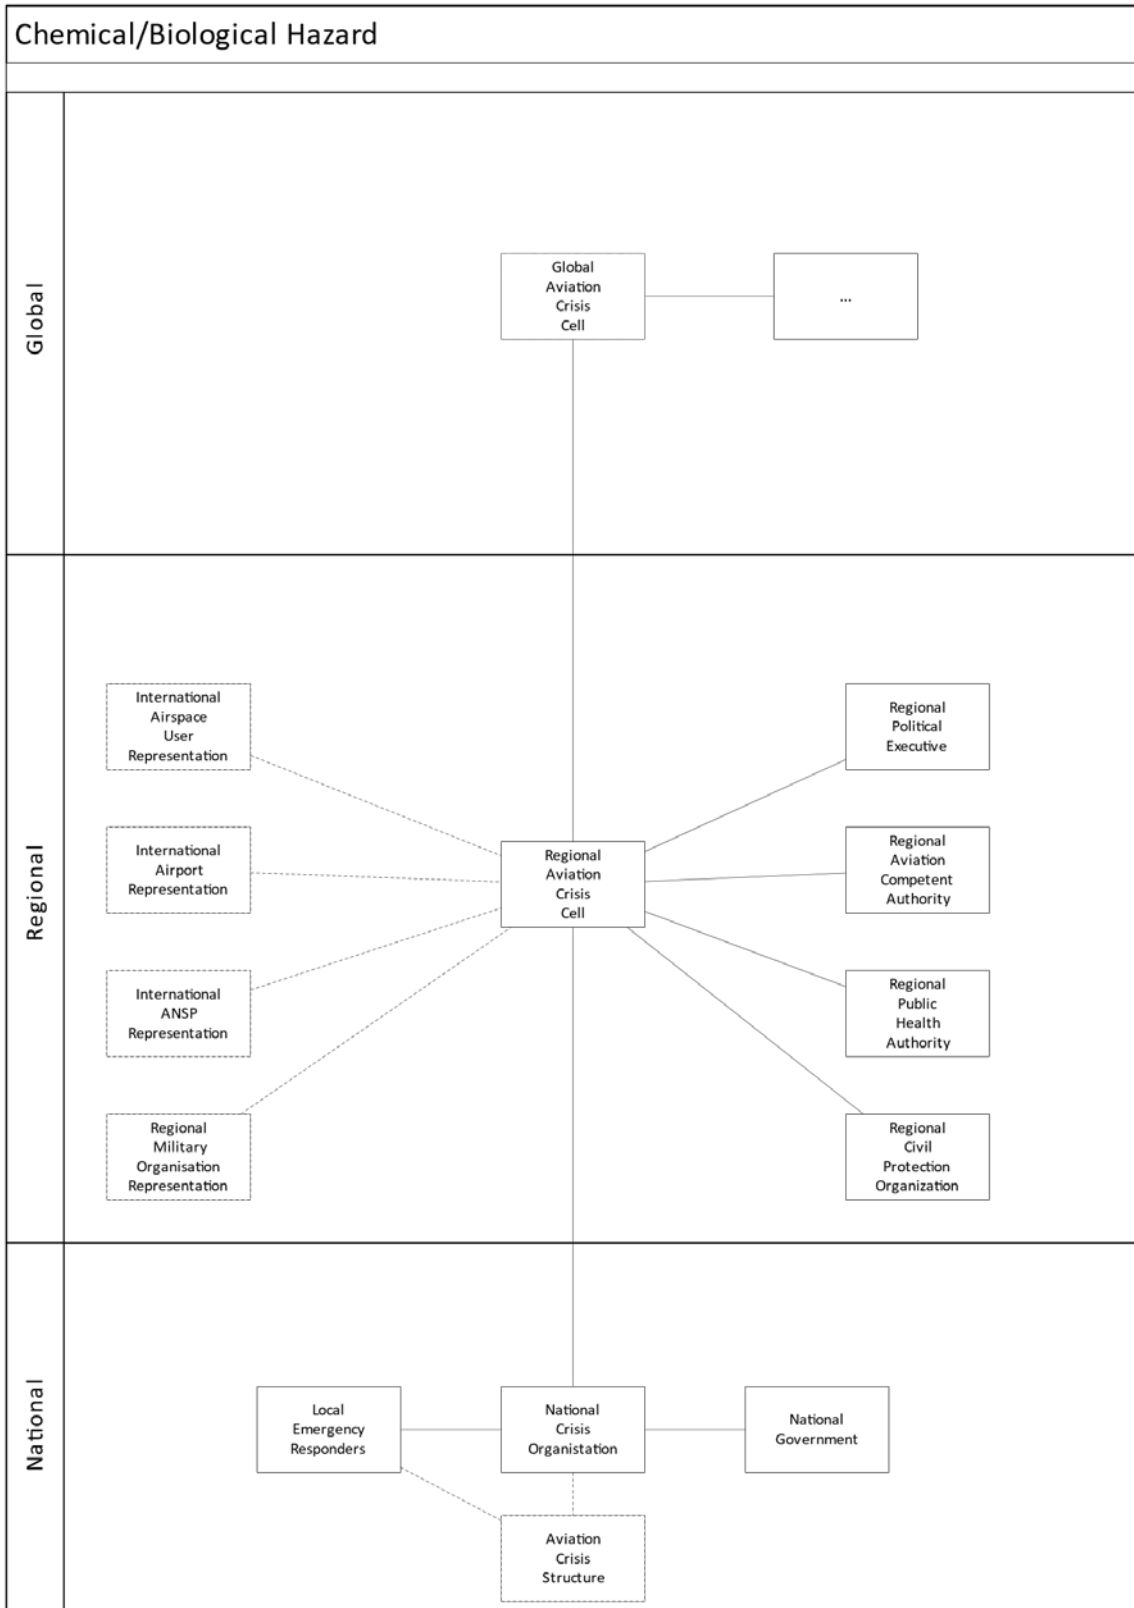 Chemical/Biological Hazard
Global
Global
Aviation
Crisis
Cell
...
Regional
International
Airspace
User
Representation
International
Airport
Representation
International
ANSP
Representation
Regional
Military
Organisation
Representation
Regional
Aviation
Crisis
Cell
Regional
Political
Executive
Regional
Aviation
Competent
Authority
Regional
Public
Health
Authority
Regional
Civil
Protection
Organization
National
Local
Emergency
Responders
National
Crisis
Organistation
National
Government
Aviation
Crisis
Structure